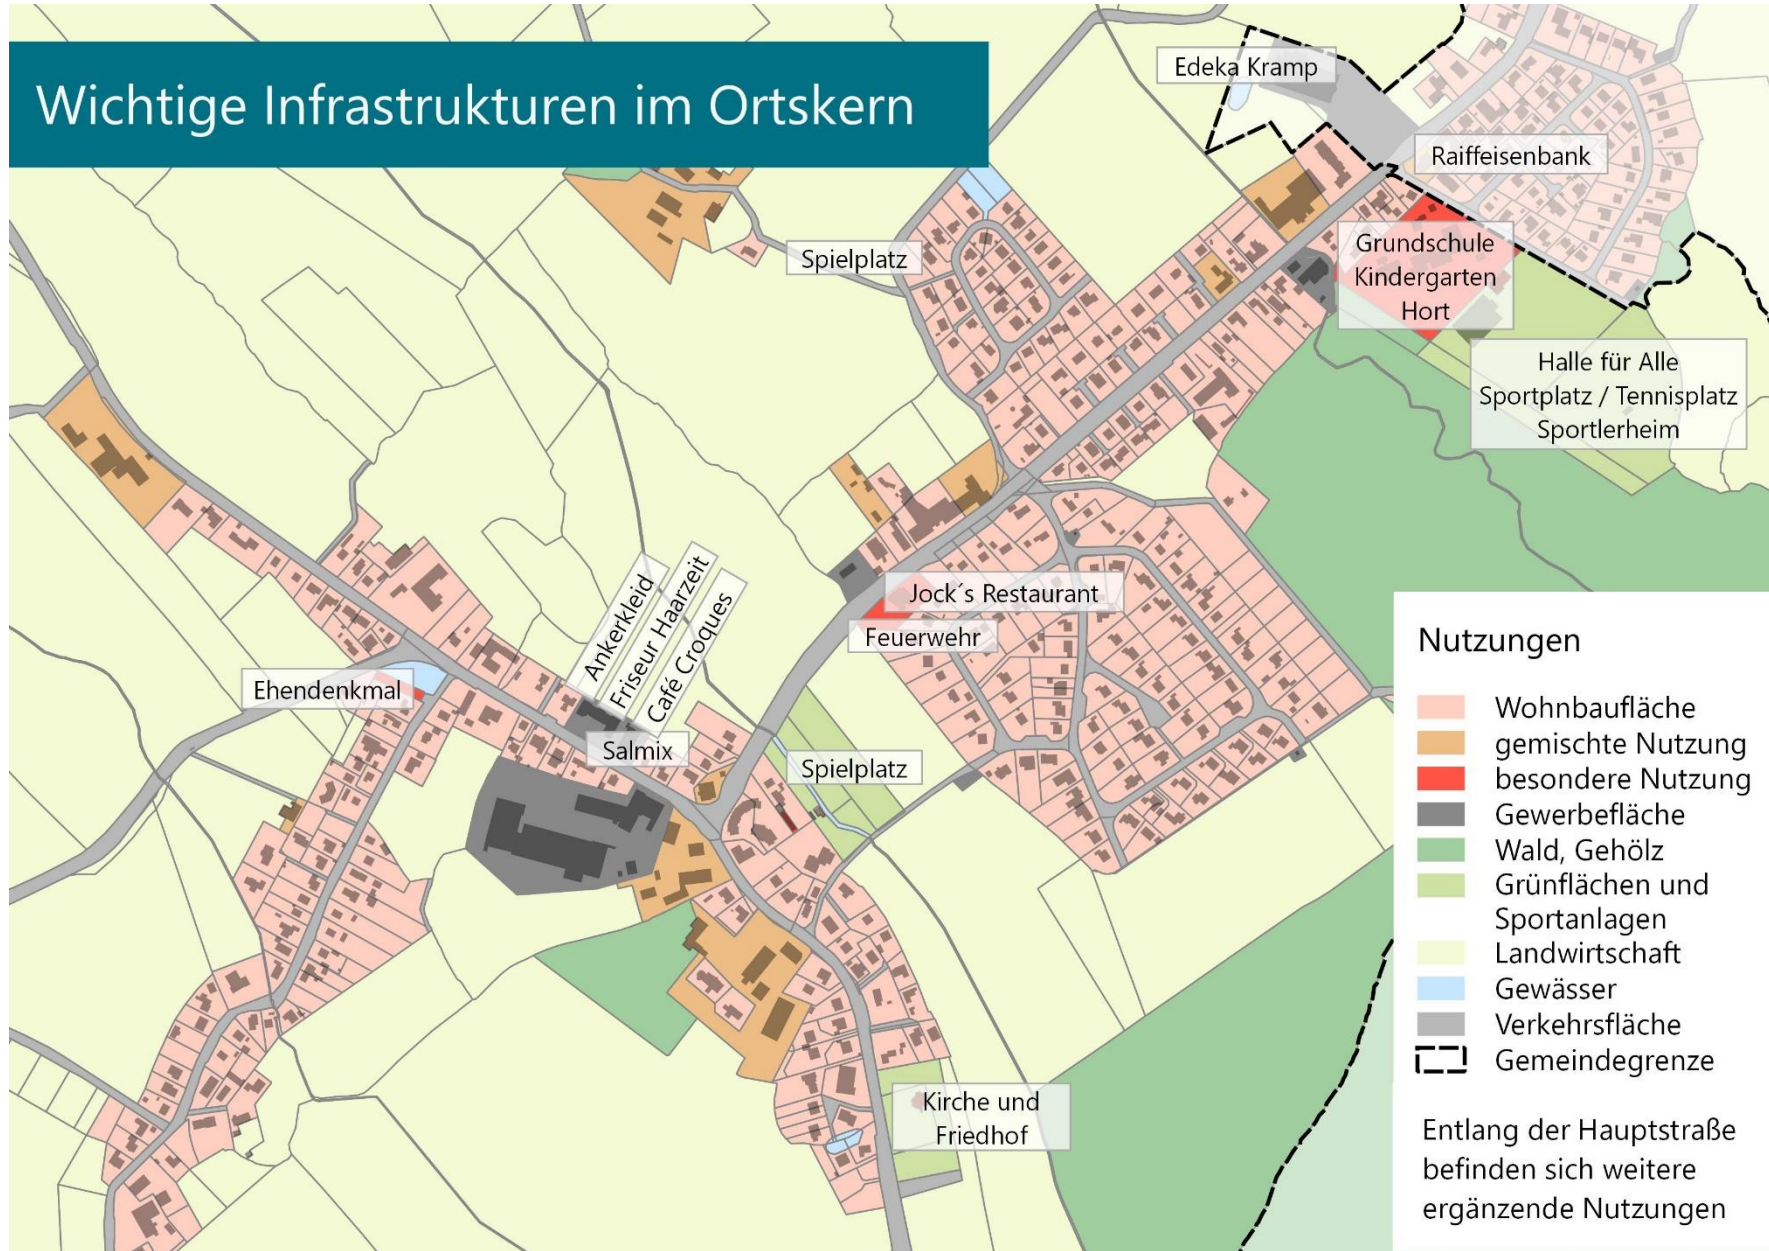 Wichtige Infrastrukturen im Ortskern
Edeka Kramp
Raiffeisenbank
Spielplatz
Grundschule
Kindergarten
Hort
Halle für Alle
Sportplatz / Tennisplatz
Sportlerheim
Ankerkleid
Friseur Haarzeit
Café Croques
Jock´s Restaurant
Feuerwehr
Ehendenkmal
Salmix
Spielplatz
Kirche und
Friedhof
Nutzungen
Wohnbaufläche
gemischte Nutzung
besondere Nutzung
Gewerbefläche
Wald, Gehölz
Grünflächen und
Sportanlagen
Landwirtschaft
Gewässer
Verkehrsfläche
Gemeindegrenze
Entlang der Hauptstraße
befinden sich weitere
ergänzende Nutzungen